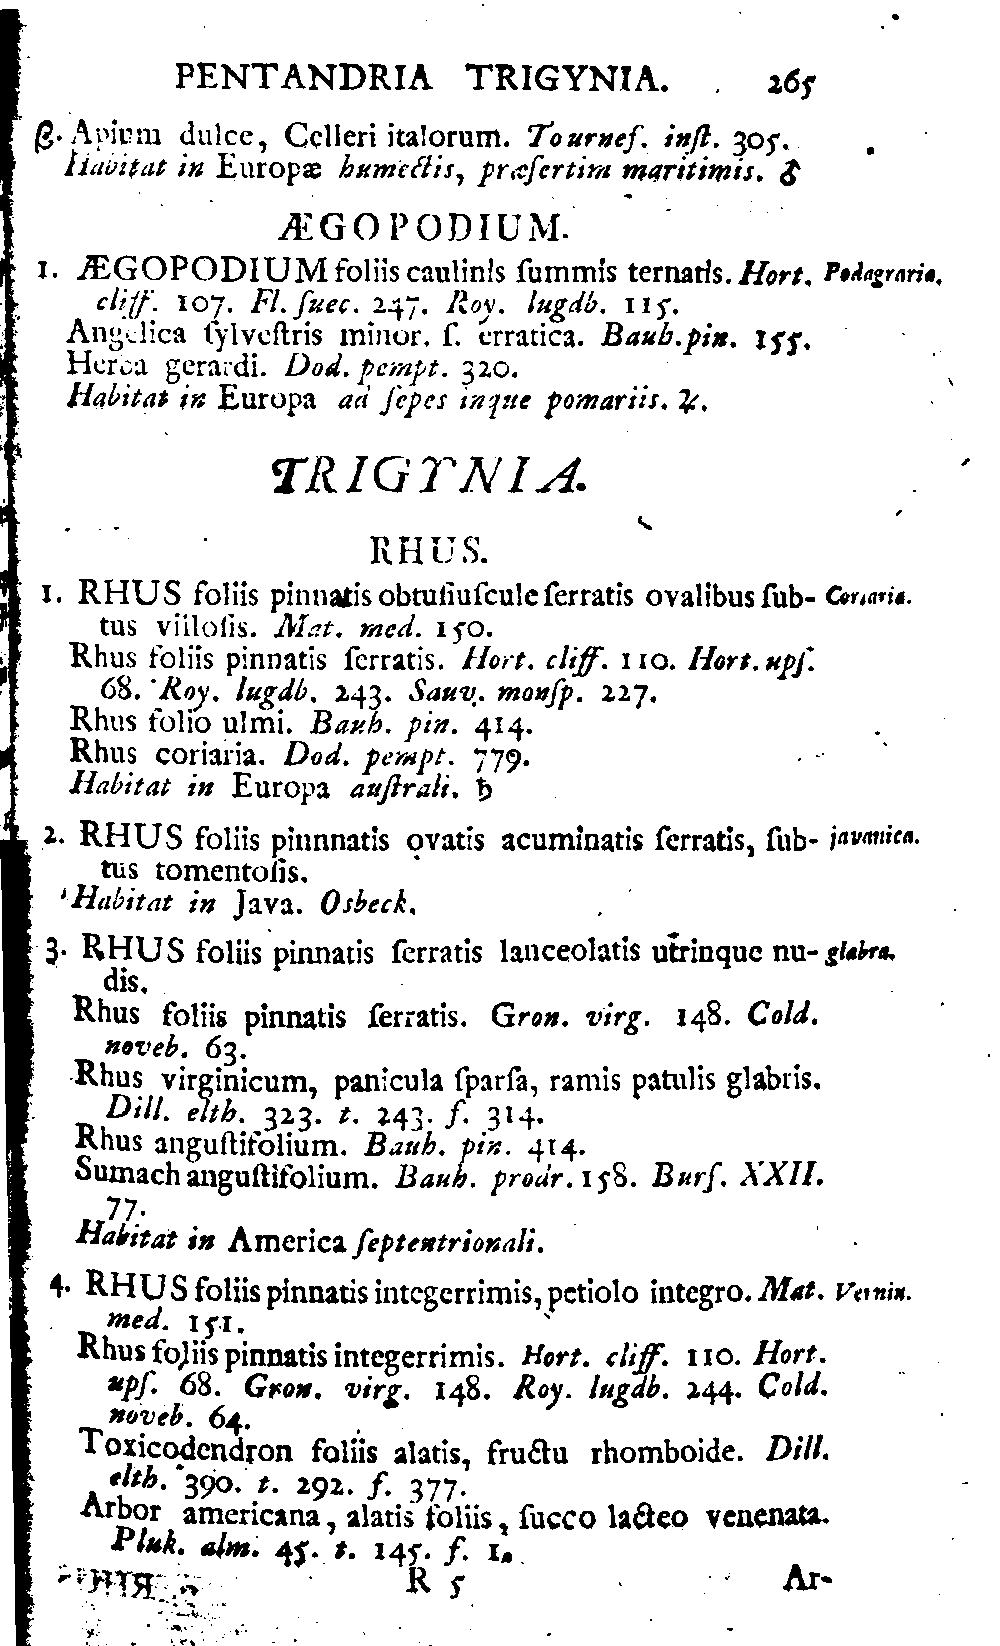 PENTANDRIA TRIGYNIA. 265
β. Apium dulce, Celleri italorum. Tournef. inſt. 305.
Habitat in Europæ humectis, præſertim maritimis. ♂
ÆGOPODIUM.
1. ÆGOPODIUM foliis caulinis ſummis ternatis. Hort. Podagraria.
cliff. 107. Fl. ſuec. 247. Roy. lugdb. 115.
Angelica ſylveſtris minor. ſ. erratica. Bauh. pin. 155.
Herba gerardi. Dod. pempt. 320.
Habitat in Europa ad ſepes inque pomariis. ♃.
TRIGYNIA.
RHUS.
1. RHUS foliis pinnatis obtuſiuſcule ſerratis ovalibus ſub- Coriaria.
tus villoſis. Mat. med. 150.
Rhus foliis pinnatis ſerratis. Hort. cliff. 110. Hort. upſ.
68. Roy. lugdb. 243. Sauv. monſp. 227.
Rhus folio ulmi. Bauh. pin. 414.
Rhus coriaria. Dod. pempt. 779.
Habitat in Europa auſtrali. ♄
2. RHUS foliis pinnnatis ovatis acuminatis ſerratis, ſub- javanica.
tus tomentoſis.
Habitat in Java. Osbeck.
3. RHUS foliis pinnatis ſerratis lanceolatis utrinque nu- glabra.
dis.
Rhus foliis pinnatis ſerratis. Gron. virg. 148. Cold.
noveb. 63.
Rhus virginicum, panicula ſparſa, ramis patulis glabris.
Dill. elth. 323. t. 243. f. 314.
Rhus anguſtifolium. Bauh. pin. 414.
Sumach anguſtifolium. Bauh. prodr. 158. Burſ. XXII.
77.
Habitat in America ſeptentrionali.
4. RHUS foliis pinnatis integerrimis, petiolo integro. Mat. Vernix.
med. 151.
Rhus foliis pinnatis integerrimis. Hort. cliff. 110. Hort.
upſ. 68. Gron. virg. 148. Roy. lugdb. 244. Cold.
noveb. 64.
Toxicodendron foliis alatis, fructu rhomboide. Dill.
elth. 390. t. 292. f. 377.
Arbor americana, alatis foliis, ſucco lacteo venenata.
Pluk. alm. 45. t. 145. f. 1.
R 5 Ar-